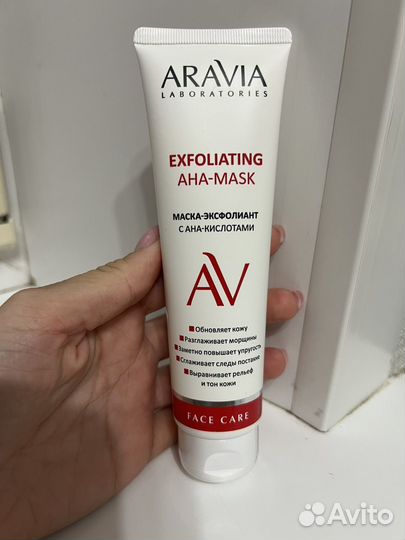 ARAVIA
LABORATORIES
EXFOLIATING
AHA-MASK
МАСКА-ЭКСФОЛИАНТ
С АНА-КИСЛОТАМИ
AV
Обновляет кожу
Разглаживает морщины
Заметно повышает упругость
Сглаживает следы постакне
Выравнивает рельеф
и тон кожи
FACE CARE
Avito